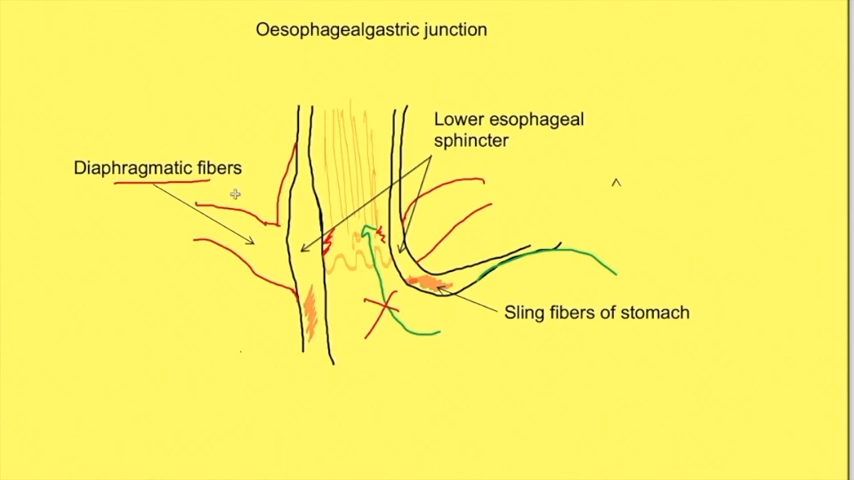 Oesophagealgastric junction
Lower esophageal
sphincter
Diaphragmatic fibers
Sling fibers of stomach